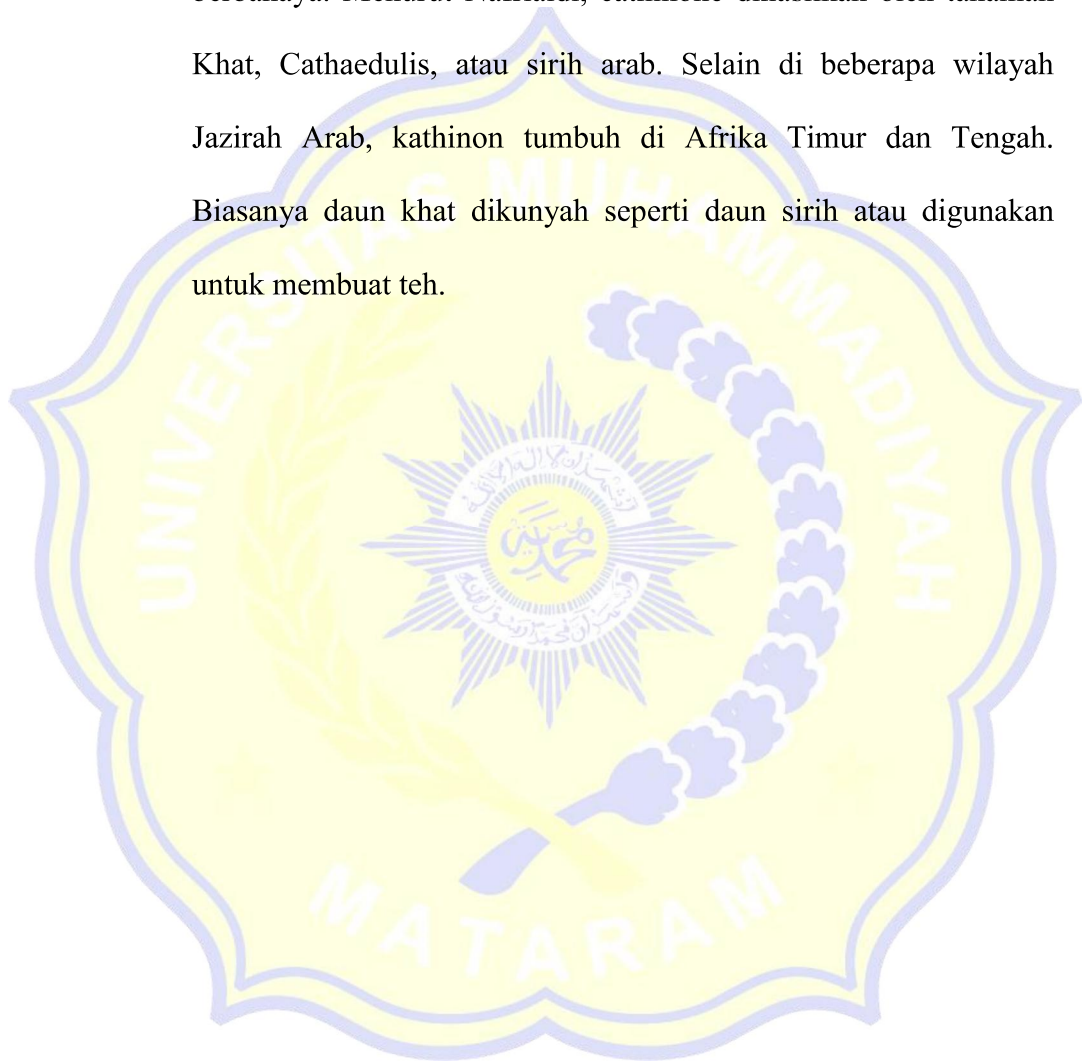 Khat, Cathaedulis, atau sirih arab. Selain di beberapa wilayah
Jazirah Arab, kathinon tumbuh di Afrika Timur dan Tengah.
Biasanya daun khat dikunyah seperti daun sirih atau digunakan
untuk membuat teh.
UNIVERSITAS MUHAMMADIYAH
MATARAM